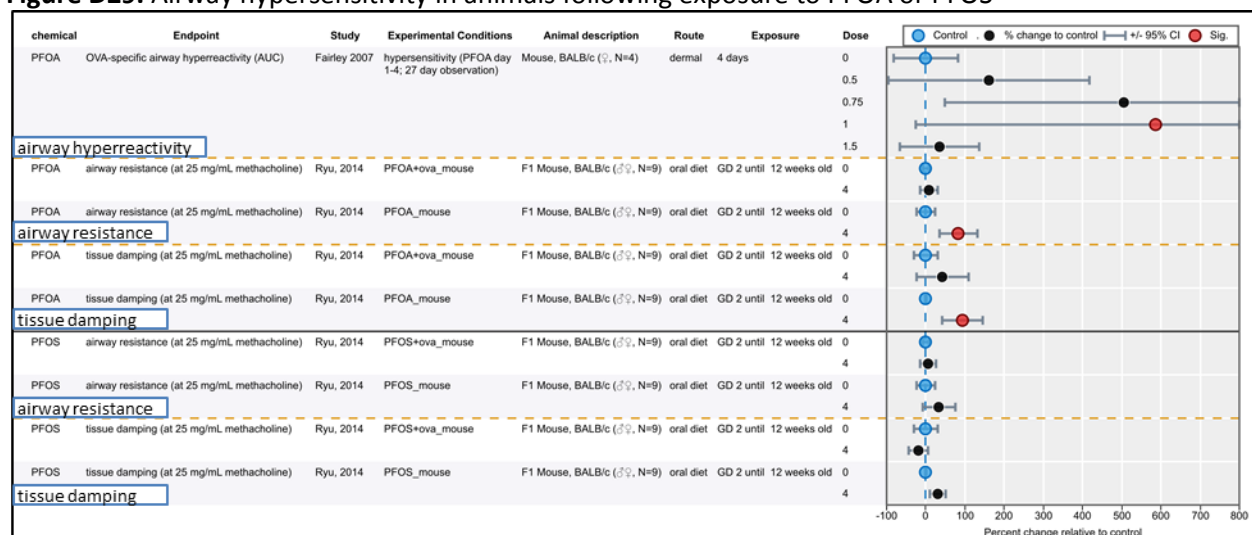 Figure D29. Airway hypersensitivity in animals following exposure to PFOA or PFOS
chemical Endpoint Study Experimental Conditions Animal description Route Exposure Dose Control % change to control +/- 95% CI Sig.
PFOA OVA-specific airway hyperreactivity (AUC) Fairley 2007 hypersensitivity (PFOA day Mouse, BALB/c (♀, N=4) dermal 4 days 0
1-4; 27 day observation)
0.5
0.75
1
airway hyperreactivity 1.5
PFOA airway resistance (at 25 mg/mL methacholine) Ryu, 2014 PFOA+ova_mouse F1 Mouse, BALB/c (♂♀, N=9) oral diet GD 2 until 12 weeks old 0
4
PFOA airway resistance (at 25 mg/mL methacholine) Ryu, 2014 PFOA_mouse F1 Mouse, BALB/c (♂♀, N=9) oral diet GD 2 until 12 weeks old 0
airway resistance 4
PFOA tissue damping (at 25 mg/mL methacholine) Ryu, 2014 PFOA+ova_mouse F1 Mouse, BALB/c (♂♀, N=9) oral diet GD 2 until 12 weeks old 0
4
PFOA tissue damping (at 25 mg/mL methacholine) Ryu, 2014 PFOA_mouse F1 Mouse, BALB/c (♂♀, N=9) oral diet GD 2 until 12 weeks old 0
tissue damping 4
PFOS airway resistance (at 25 mg/mL methacholine) Ryu, 2014 PFOS+ova_mouse F1 Mouse, BALB/c (♂♀, N=9) oral diet GD 2 until 12 weeks old 0
4
PFOS airway resistance (at 25 mg/mL methacholine) Ryu, 2014 PFOS_mouse F1 Mouse, BALB/c (♂♀, N=9) oral diet GD 2 until 12 weeks old 0
airway resistance 4
PFOS tissue damping (at 25 mg/mL methacholine) Ryu, 2014 PFOS+ova_mouse F1 Mouse, BALB/c (♂♀, N=9) oral diet GD 2 until 12 weeks old 0
4
PFOS tissue damping (at 25 mg/mL methacholine) Ryu, 2014 PFOS_mouse F1 Mouse, BALB/c (♂♀, N=9) oral diet GD 2 until 12 weeks old 0
tissue damping 4
-100 0 100 200 300 400 500 600 700 800
Percent change relative to control